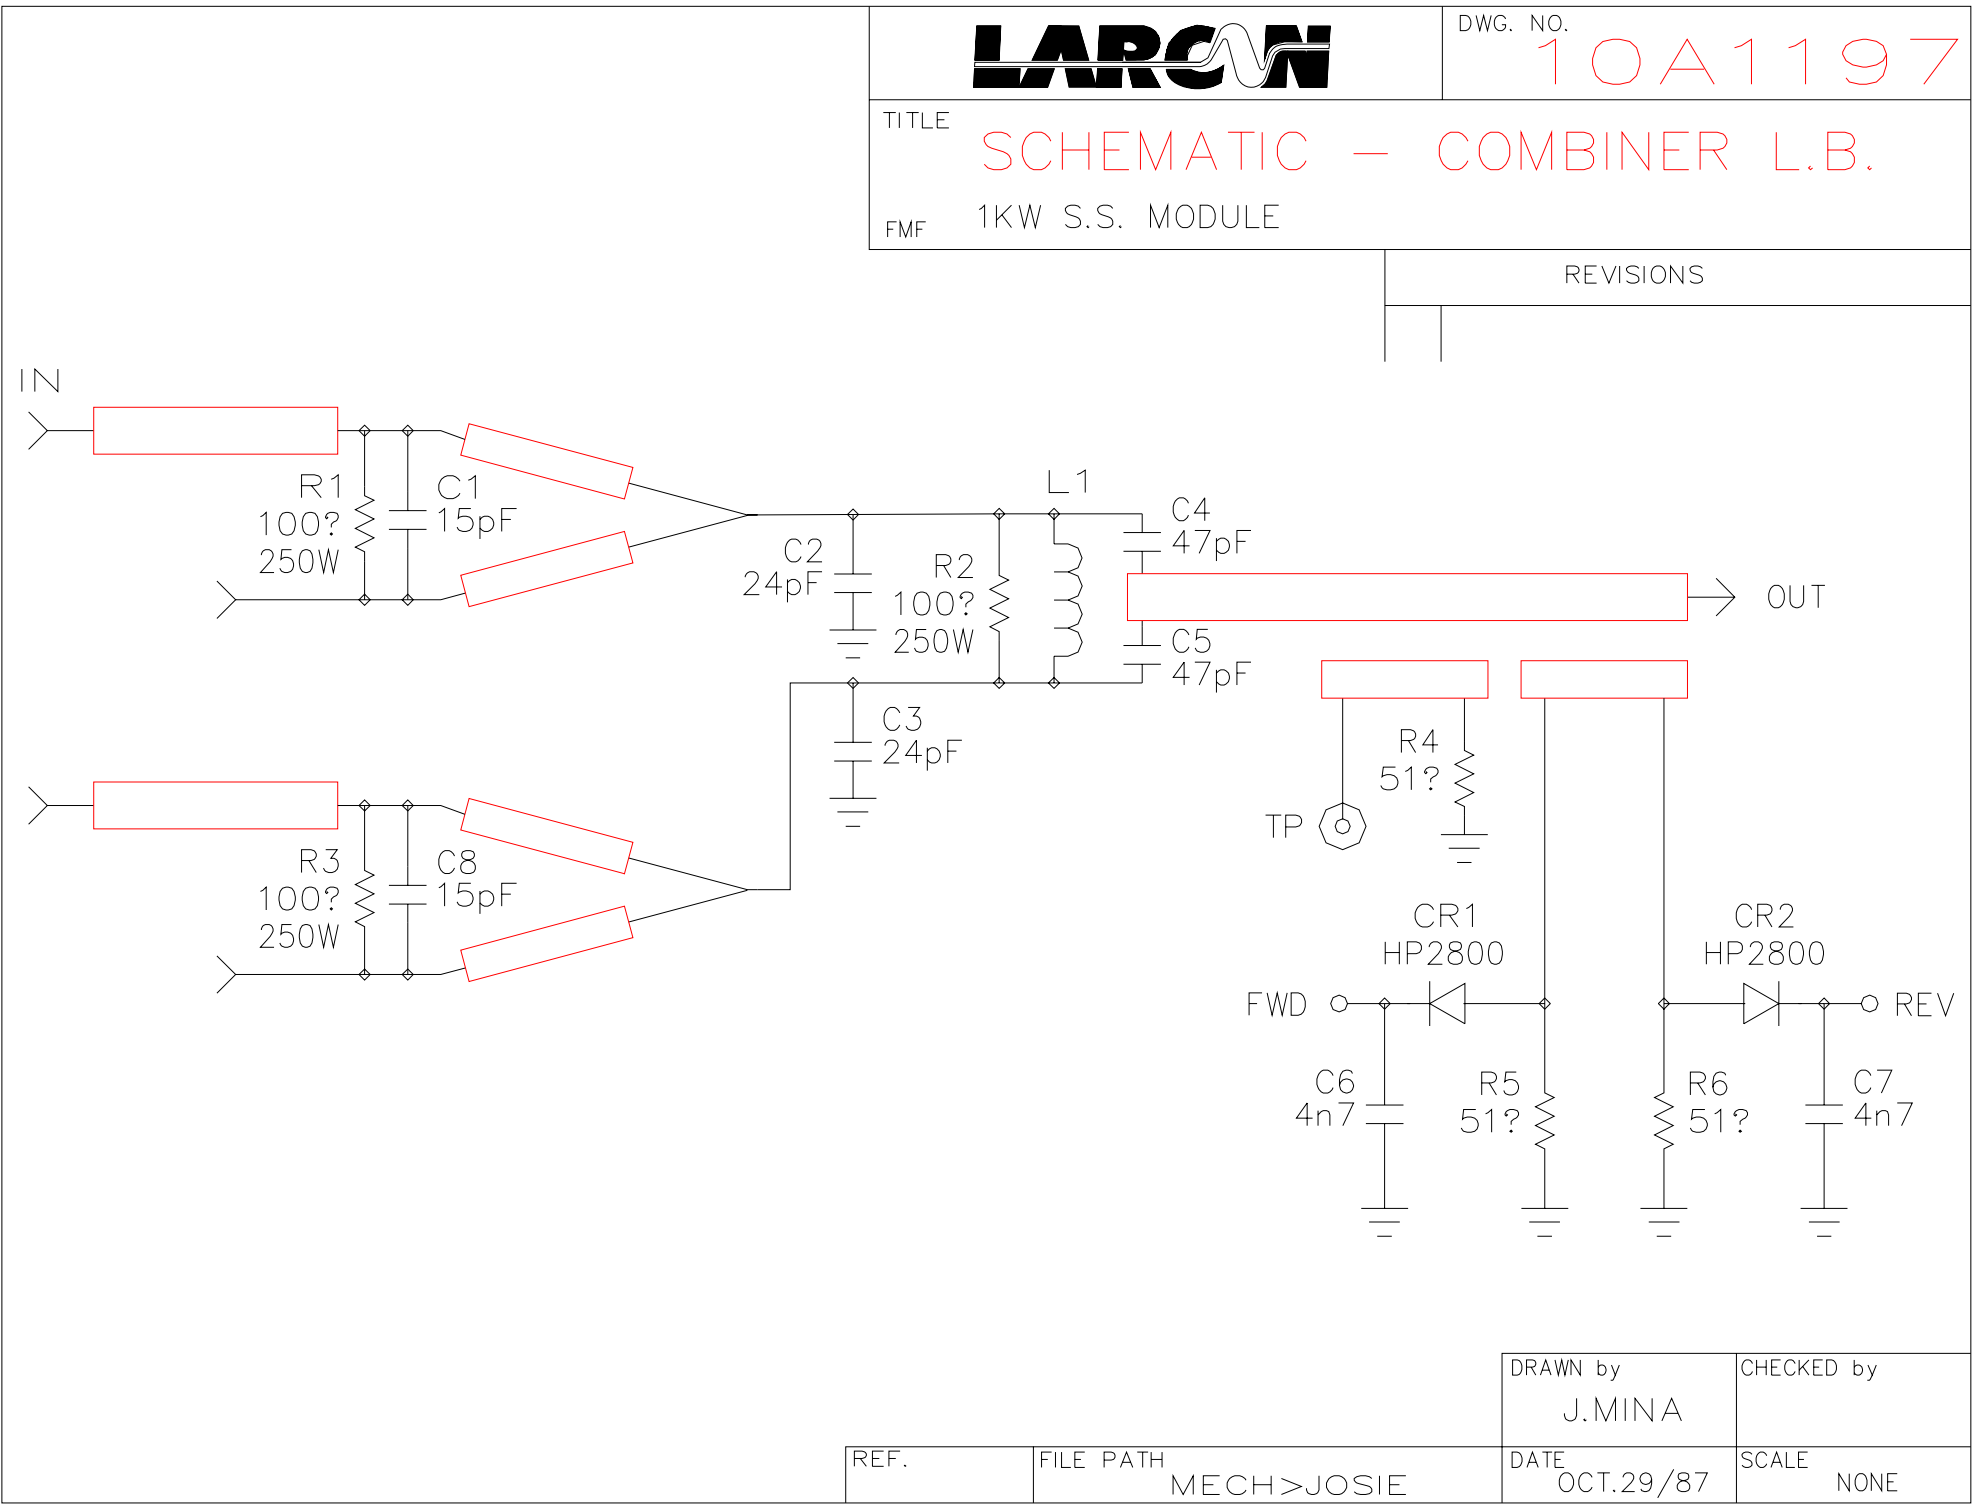 LARCAN
DWG. NO.
10A1197
TITLE
SCHEMATIC - COMBINER L.B.
FMF 1KW S.S. MODULE
REVISIONS
IN
R1
100?
250W
C1
15pF
L1
C4
47pF
C2
24pF
R2
100?
250W
OUT
C5
47pF
C3
24pF
R4
51?
TP
R3
100?
250W
C8
15pF
CR1
HP2800
CR2
HP2800
FWD
REV
C6
4n7
R5
51?
R6
51?
C7
4n7
DRAWN by
J.MINA
CHECKED by
REF.
FILE PATH
MECH>JOSIE
DATE
OCT.29/87
SCALE
NONE